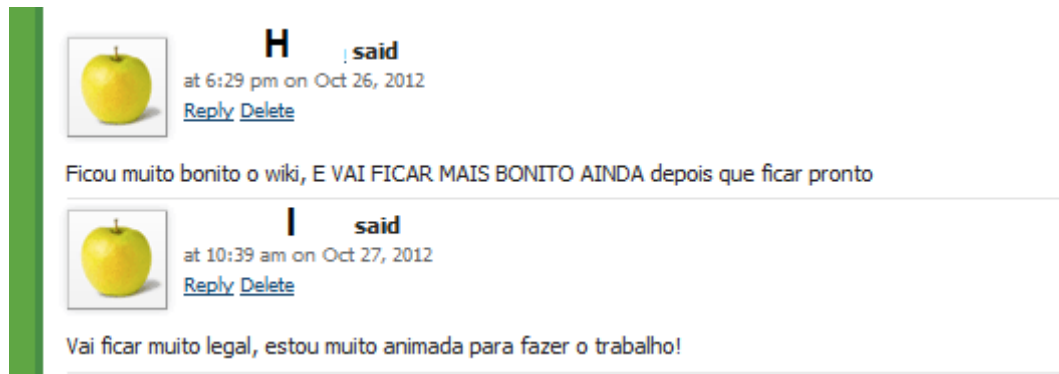 H said
at 6:29 pm on Oct 26, 2012
Reply Delete
Ficou muito bonito o wiki, E VAI FICAR MAIS BONITO AINDA depois que ficar pronto
I said
at 10:39 am on Oct 27, 2012
Reply Delete
Vai ficar muito legal, estou muito animada para fazer o trabalho!